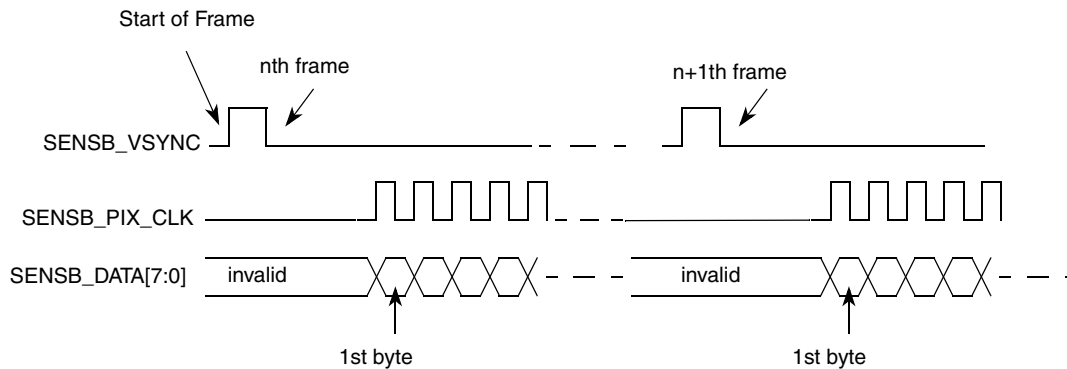 Start of Frame
nth frame
n+1th frame
SENSB_VSYNC
SENSB_PIX_CLK
SENSB_DATA[7:0]
invalid
invalid
1st byte
1st byte